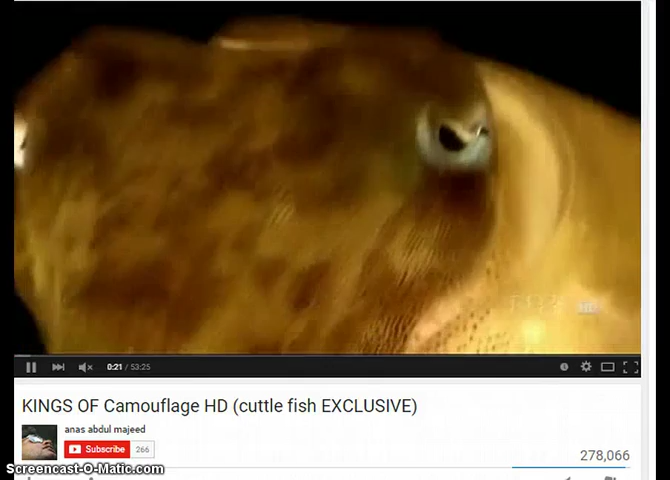 0:21 / 53:25
KINGS OF Camouflage HD (cuttle fish EXCLUSIVE)
anas abdul majeed
Subscribe 266
278,066
Screencast-O-Matic.com